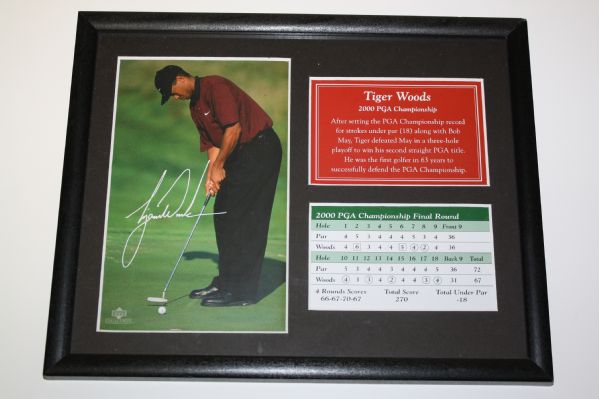 Tiger Woods
2000 PGA Championship
After setting the PGA Championship record
for strokes under par (18) along with Bob
May, Tiger defeated May in a three-hole
playoff to win his second straight PGA title.
He was the first golfer in 63 years to
successfully defend the PGA Championship.
2000 PGA Championship Final Round
Hole 1 2 3 4 5 6 7 8 9 Front 9
Par 4 5 3 4 4 4 5 3 4 36
Woods 4 6 3 4 4 5 4 2 4 36
Hole 10 11 12 13 14 15 16 17 18 Back 9 Total
Par 5 3 4 4 3 4 4 4 5 36 72
Woods 4 3 3 4 2 4 4 3 4 31 67
4 Rounds Scores Total Score Total Under Par
66-67-70-67 270 -18
Tiger Woods